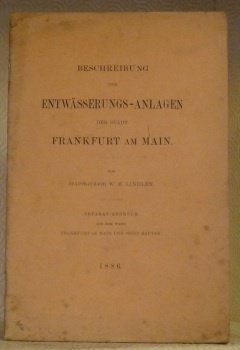 BESCHREIBUNG
DER
ENTWÄSSERUNGS-ANLAGEN
DER STADT
FRANKFURT AM MAIN.
VON
STADTBAURATH W. H. LINDLEY.
SEPARAT-ABDRUCK
AUS DEM WERK
FRANKFURT AM MAIN UND SEINE BAUTEN.
1886.